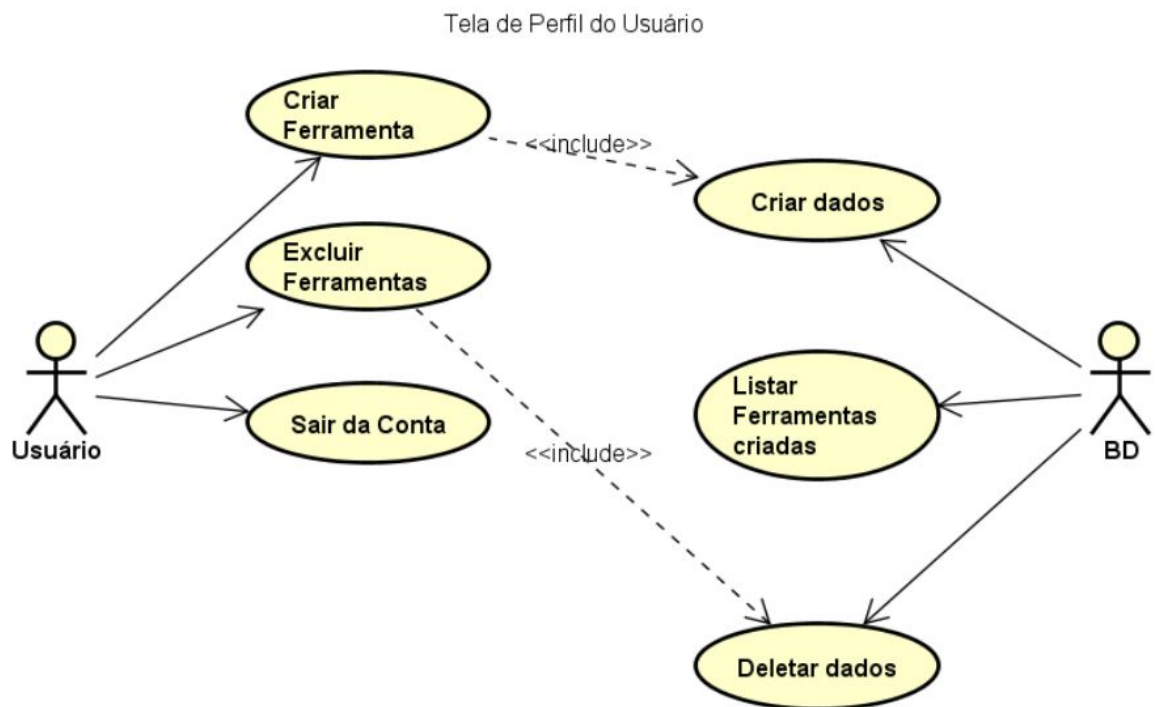 Tela de Perfil do Usuário
Criar
Ferramenta
<<include>>
Criar dados
Excluir
Ferramentas
Usuário
Sair da Conta
<<include>>
Listar
Ferramentas
criadas
BD
Deletar dados